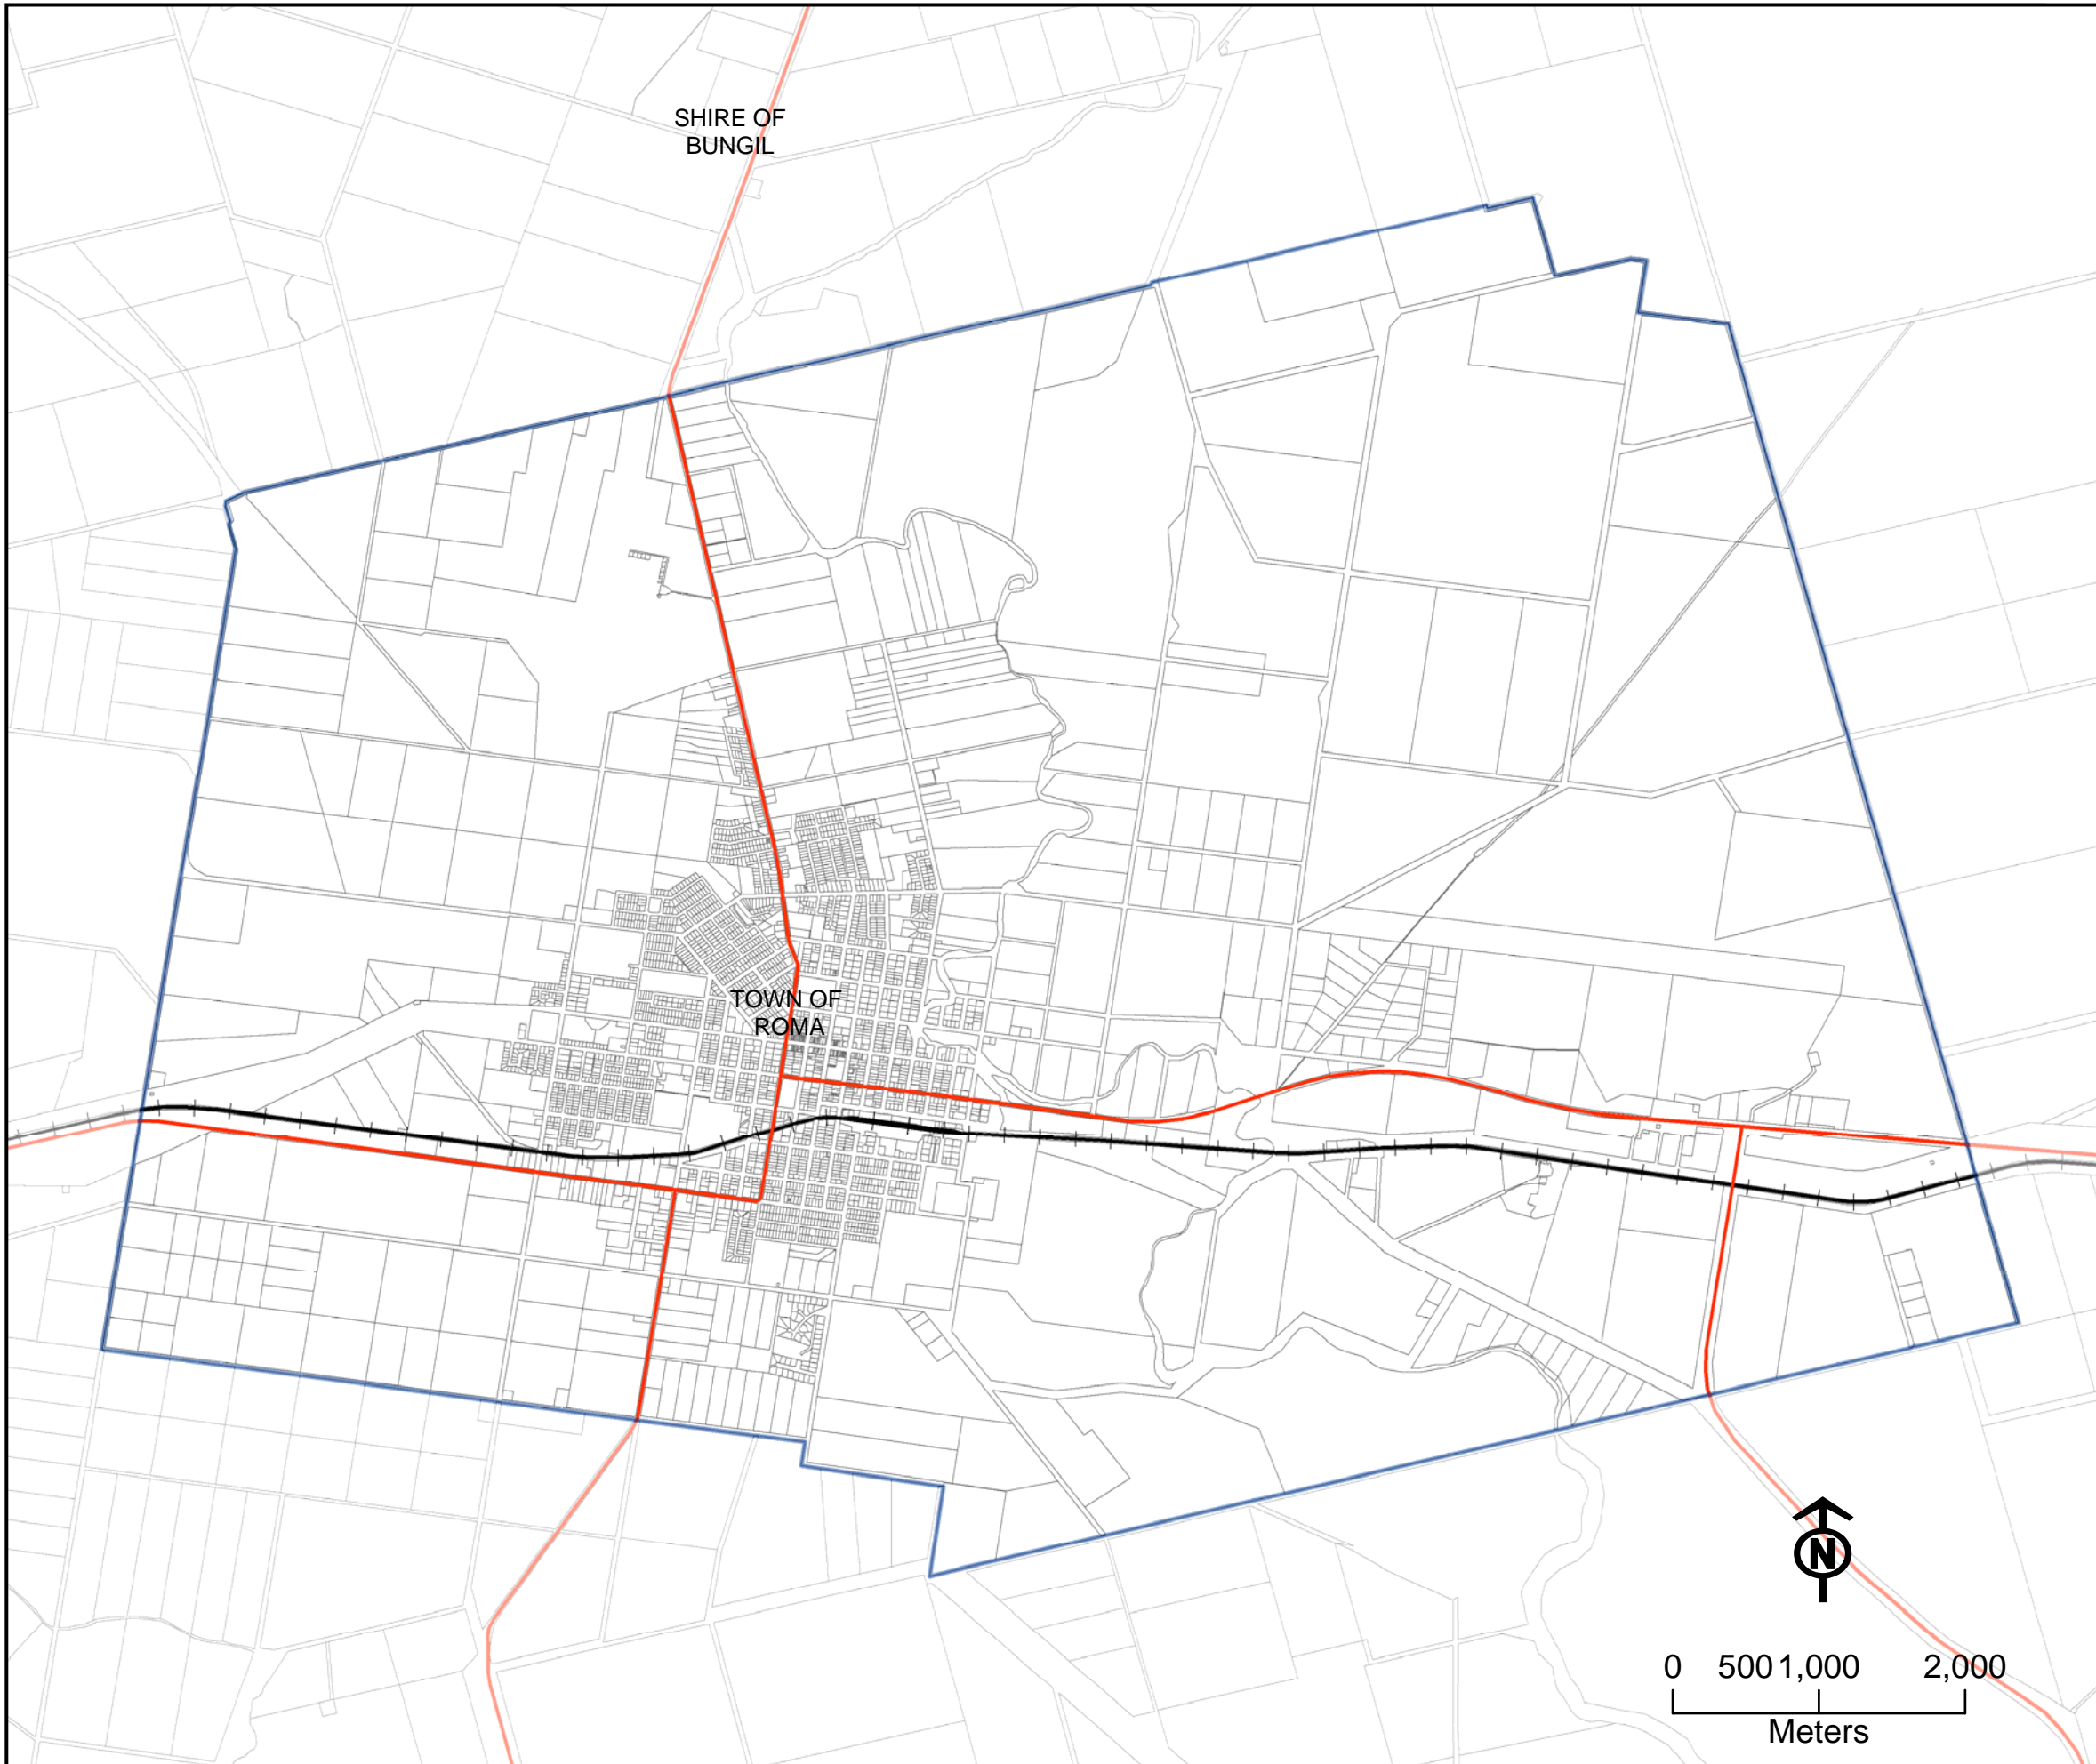 SHIRE OF
BUNGIL
TOWN OF
ROMA
N
0 500 1,000 2,000
Meters